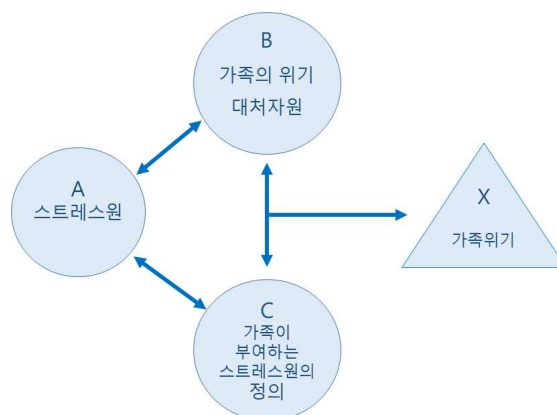 B
가족의 위기
대처자원
A
스트레스원
X
가족위기
C
가족이
부여하는
스트레스원의
정의